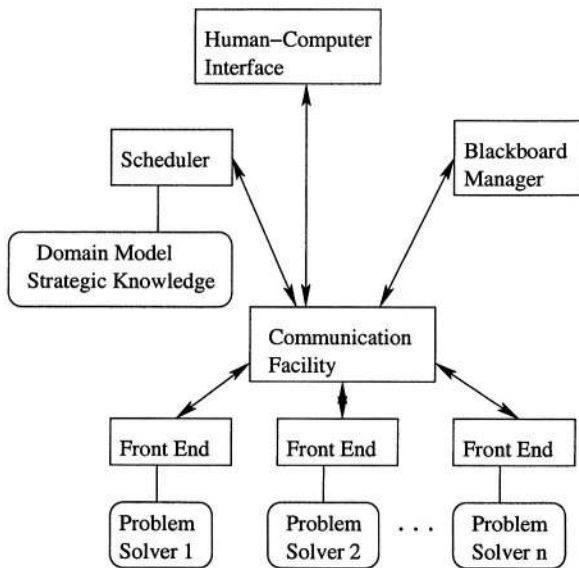 Human−Computer
Interface
Scheduler
Blackboard
Manager
Domain Model
Strategic Knowledge
Communication
Facility
Front End
Front End
Front End
Problem
Solver 1
Problem
Solver 2
. . .
Problem
Solver n